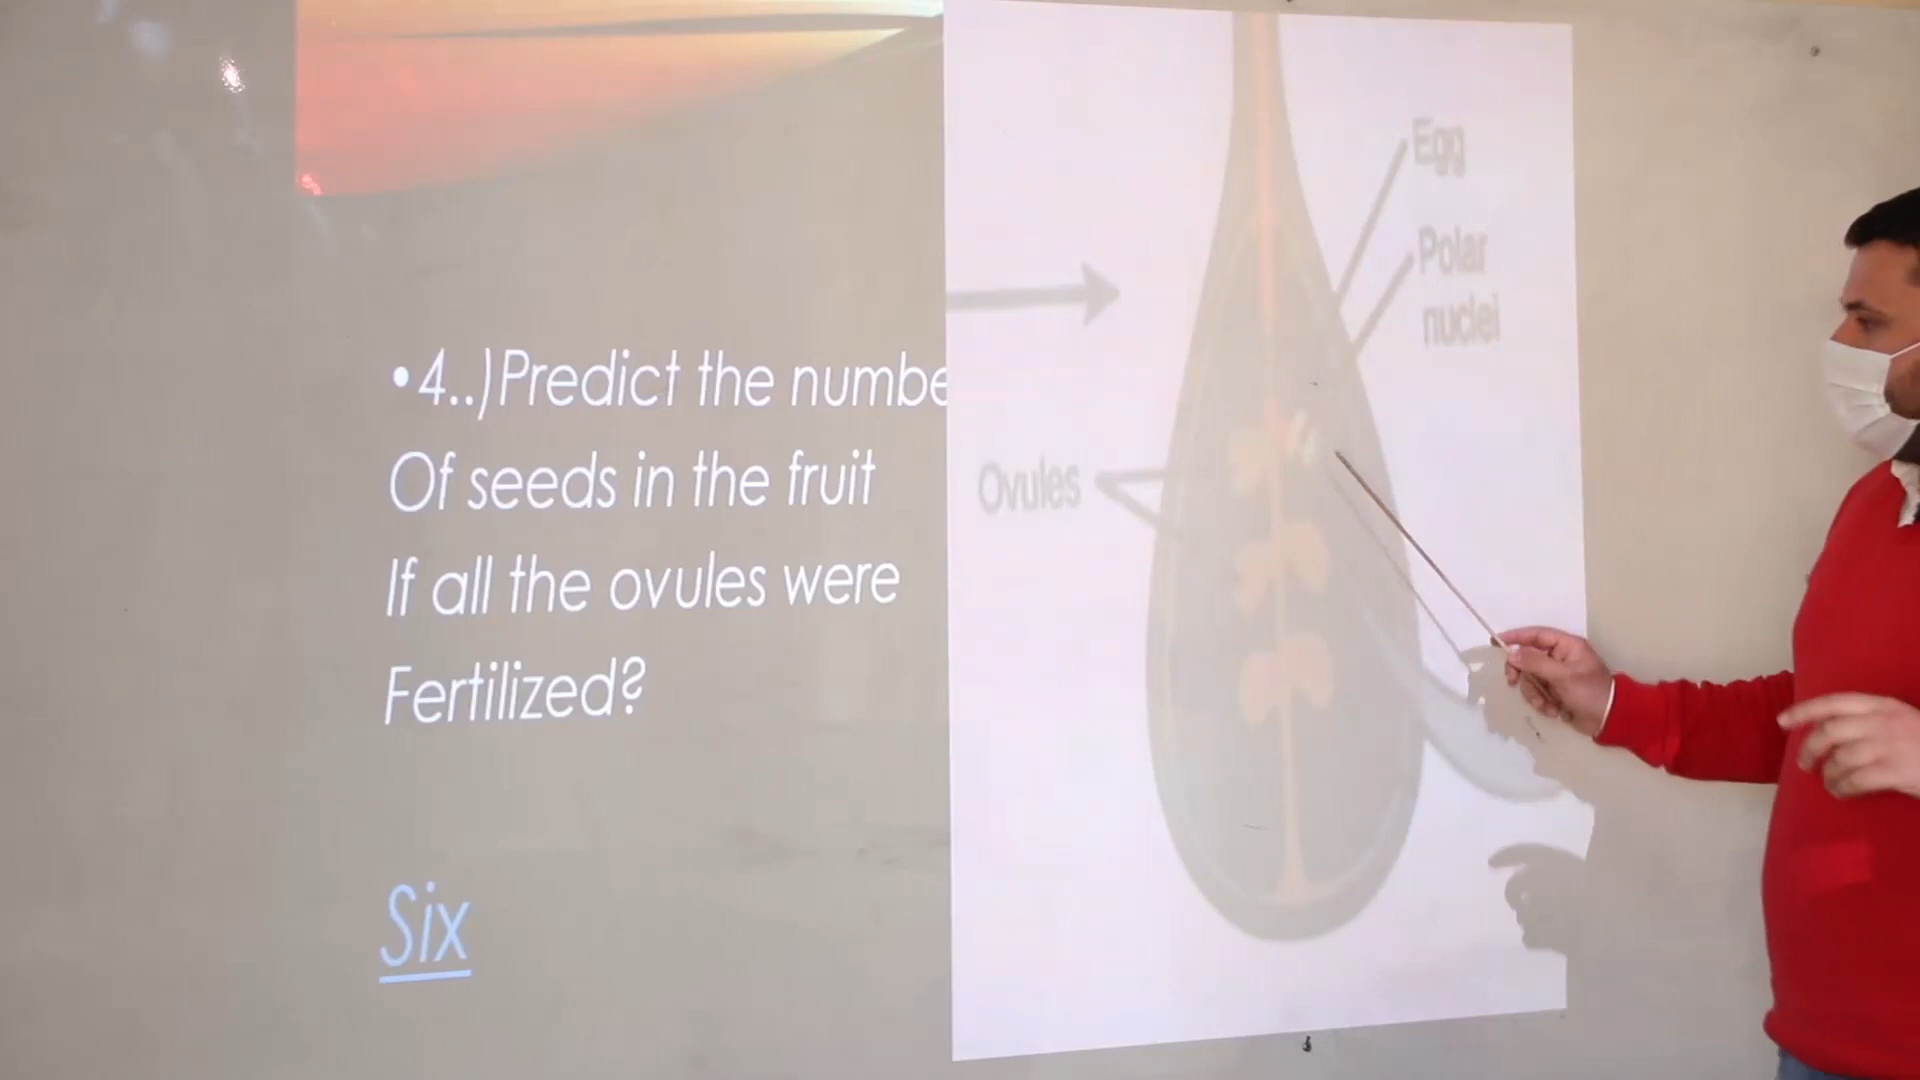 •4..)Predict the numbe
Of seeds in the fruit
If all the ovules were
Fertilized?
Six
Egg
Polar
nuclei
Ovules